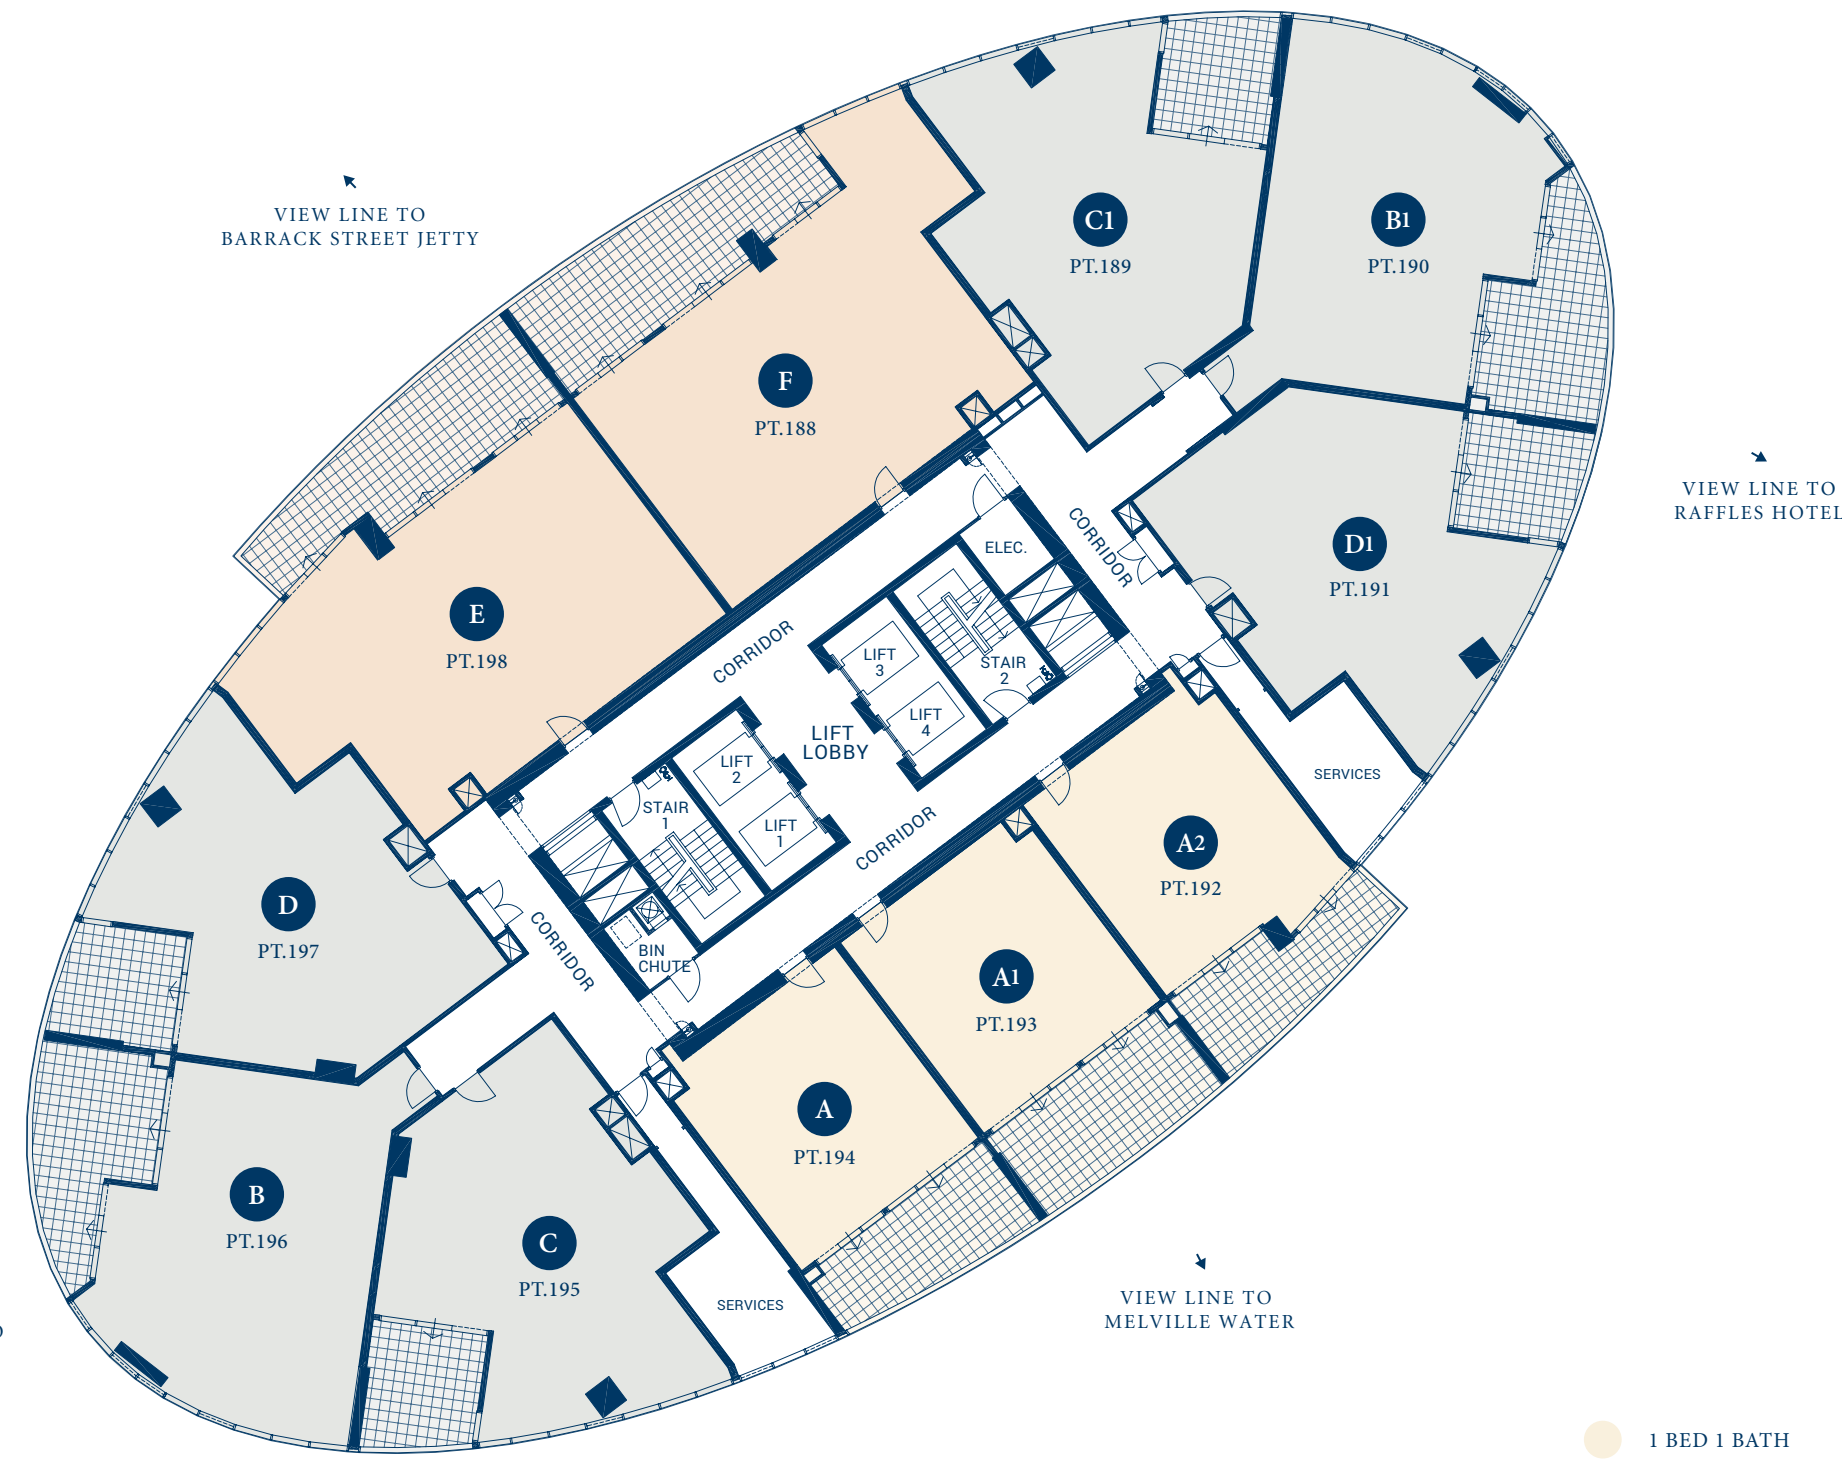 VIEW LINE TO
BARRACK STREET JETTY
C1
PT.189
B1
PT.190
F
PT.188
VIEW LINE TO
RAFFLES HOTEL
D1
PT.191
CORRIDOR
ELEC.
E
PT.198
CORRIDOR
LIFT
3
STAIR
2
LIFT
4
LIFT
LOBBY
LIFT
2
LIFT
1
STAIR
1
SERVICES
CORRIDOR
A2
PT.192
D
PT.197
CORRIDOR
BIN
CHUTE
A1
PT.193
A
PT.194
B
PT.196
C
PT.195
SERVICES
VIEW LINE TO
MELVILLE WATER
1 BED 1 BATH